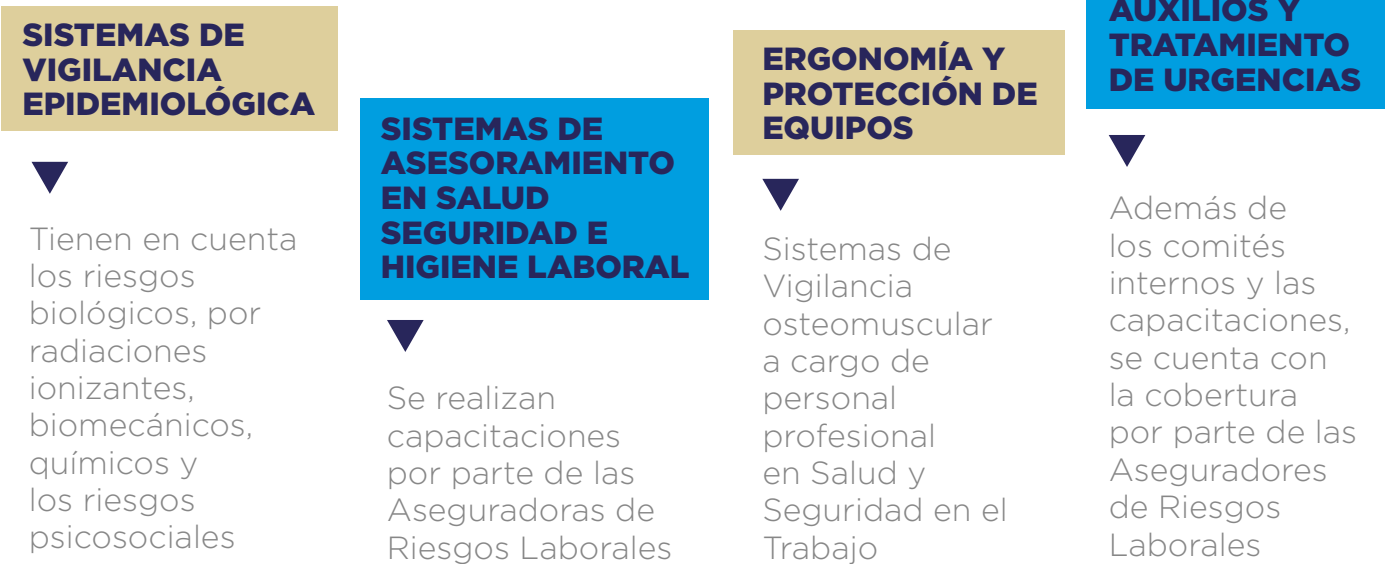 SISTEMAS DE
VIGILANCIA
EPIDEMIOLÓGICA
Tienen en cuenta
los riesgos
biológicos, por
radiaciones
ionizantes,
biomecánicos,
químicos y
los riesgos
psicosociales
SISTEMAS DE
ASESORAMIENTO
EN SALUD
SEGURIDAD E
HIGIENE LABORAL
Se realizan
capacitaciones
por parte de las
Aseguradoras de
Riesgos Laborales
ERGONOMÍA Y
PROTECCIÓN DE
EQUIPOS
Sistemas de
Vigilancia
osteomuscular
a cargo de
personal
profesional
en Salud y
Seguridad en el
Trabajo
AUXILIOS Y
TRATAMIENTO
DE URGENCIAS
Además de
los comités
internos y las
capacitaciones,
se cuenta con
la cobertura
por parte de las
Aseguradores
de Riesgos
Laborales